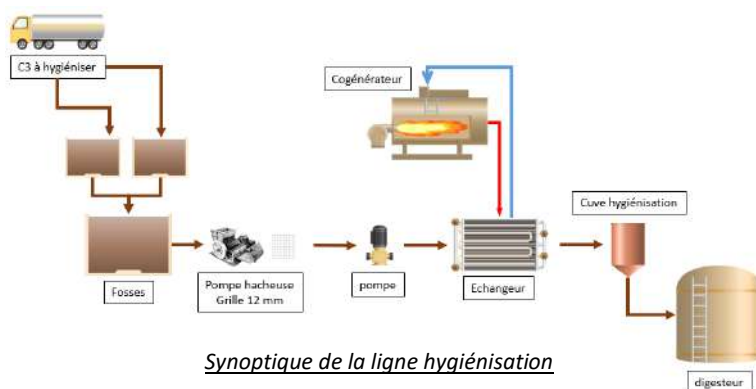 C3 à hygiéniser
Cogénérateur
Cuve hygiénisation
Fosses
Pompe hacheuse
Grille 12 mm
pompe
Echangeur
digesteur
Synoptique de la ligne hygiénisation